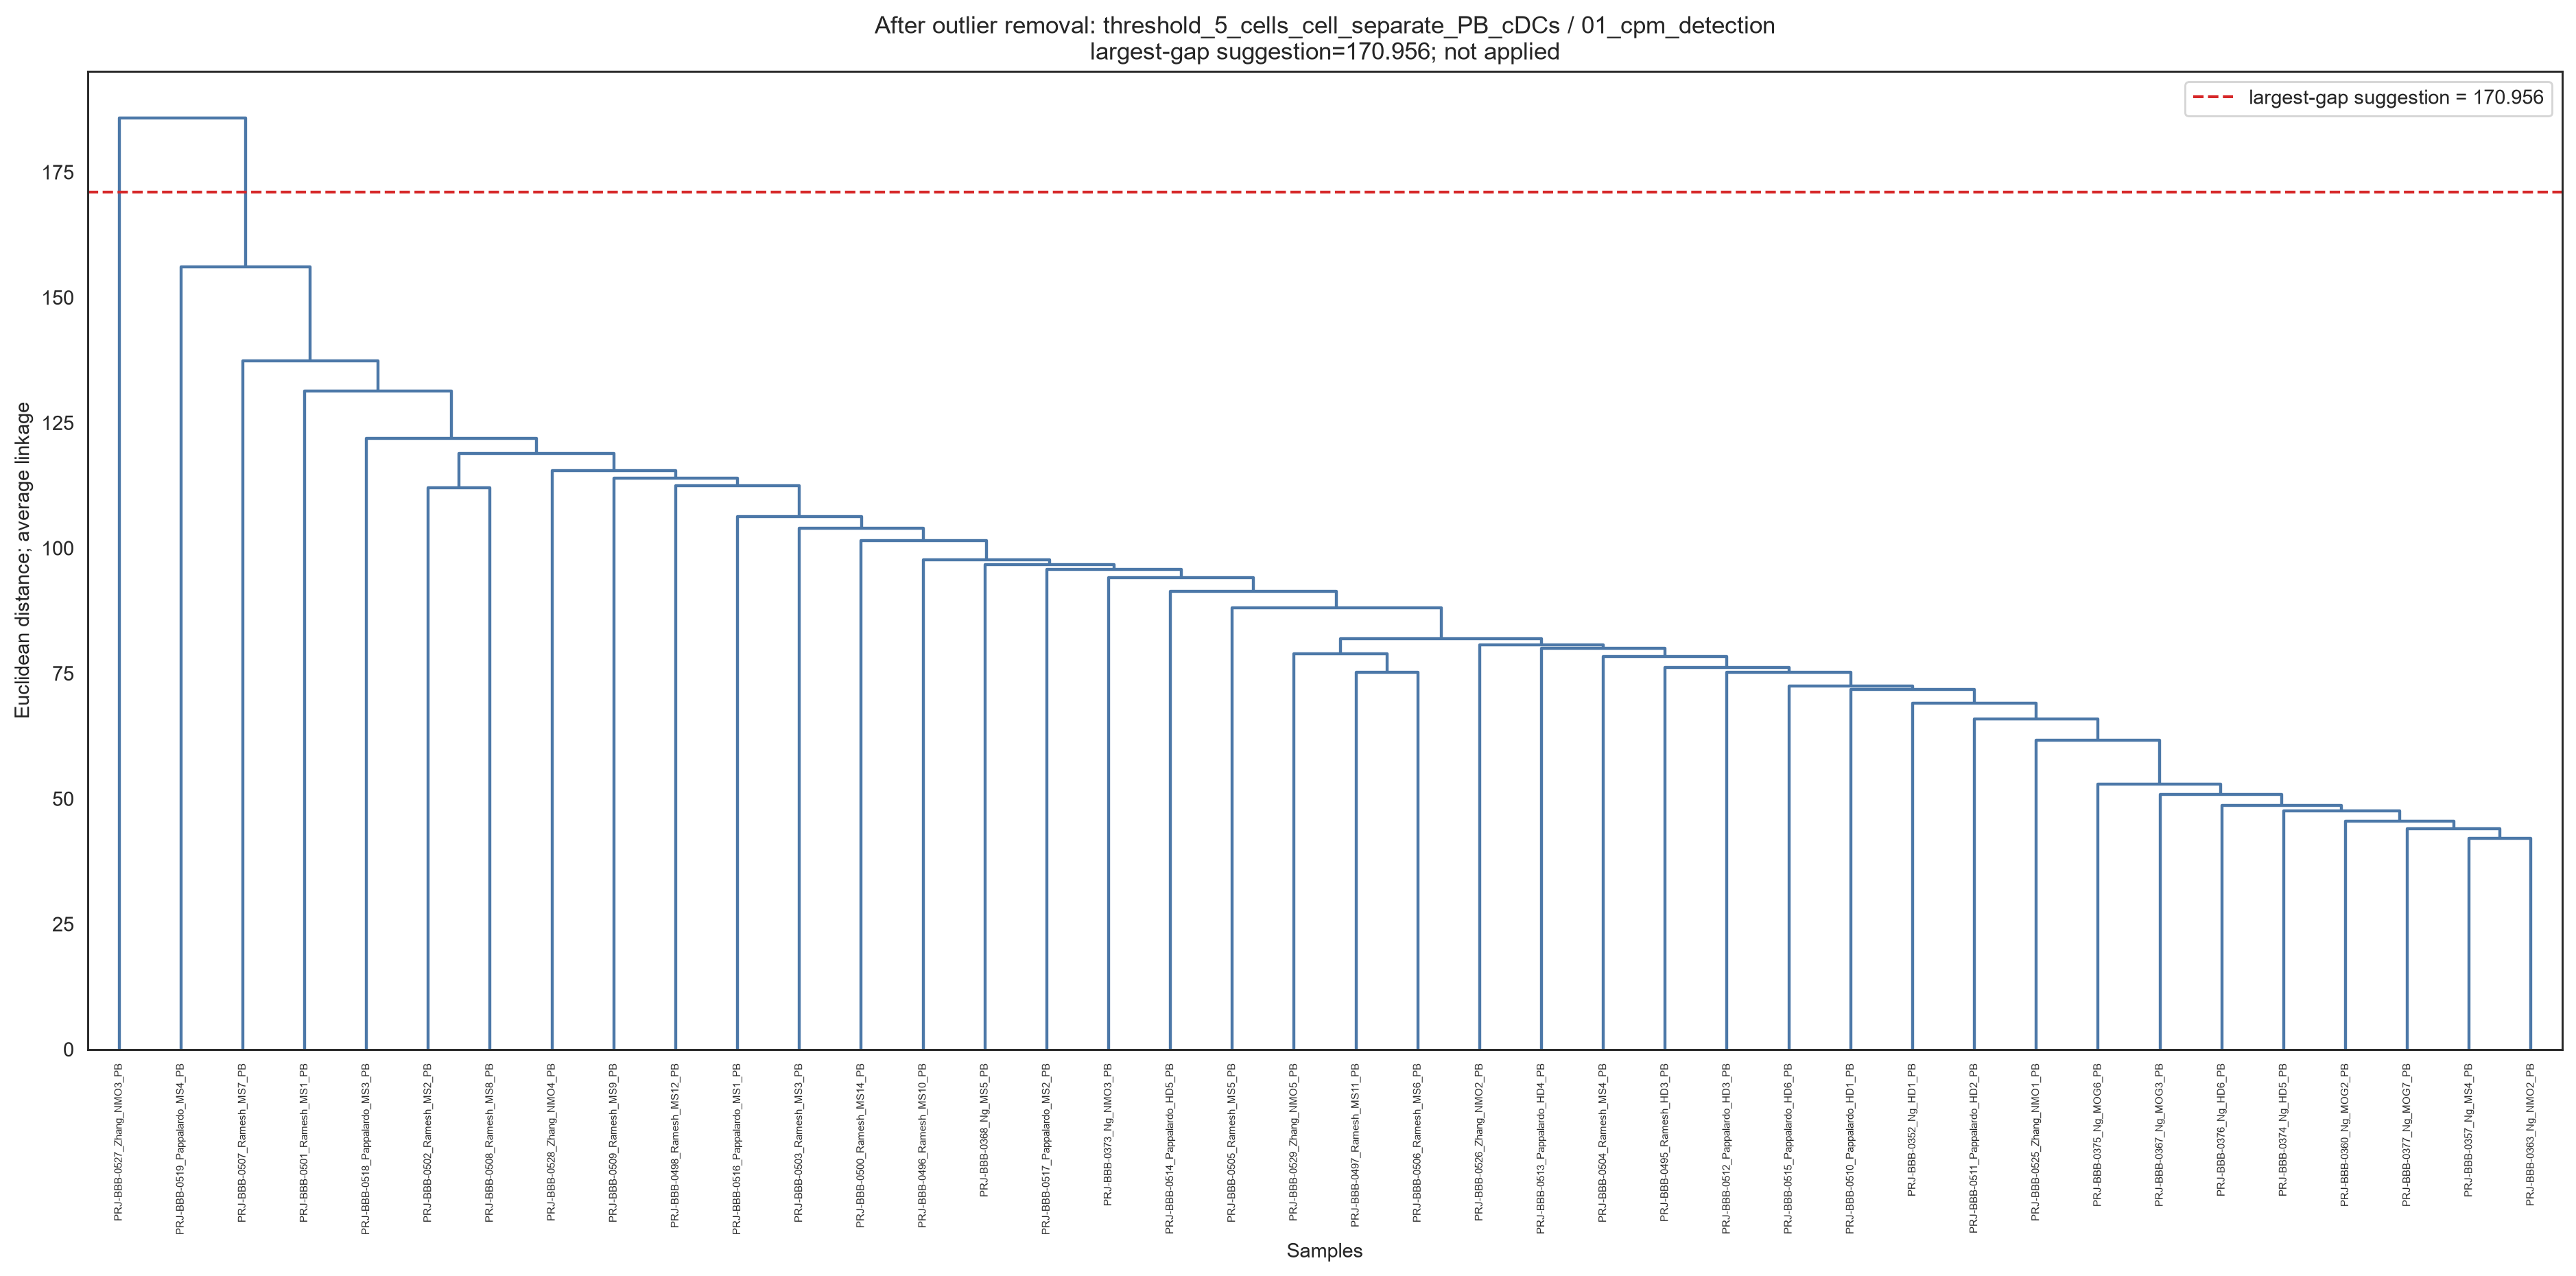 After outlier removal: threshold_5_cells_cell_separate_PB_cDCs / 01_cpm_detection
largest-gap suggestion=170.956; not applied
largest-gap suggestion = 170.956
Euclidean distance; average linkage
175
150
125
100
75
50
25
0
PRJ-BBB-0527_Zhang_NMO3_PB
PRJ-BBB-0519_Pappalardo_MS4_PB
PRJ-BBB-0507_Ramesh_MS7_PB
PRJ-BBB-0501_Ramesh_MS1_PB
PRJ-BBB-0518_Pappalardo_MS3_PB
PRJ-BBB-0502_Ramesh_MS2_PB
PRJ-BBB-0508_Ramesh_MS8_PB
PRJ-BBB-0528_Zhang_NMO4_PB
PRJ-BBB-0509_Ramesh_MS9_PB
PRJ-BBB-0498_Ramesh_MS12_PB
PRJ-BBB-0516_Pappalardo_MS1_PB
PRJ-BBB-0503_Ramesh_MS3_PB
PRJ-BBB-0500_Ramesh_MS14_PB
PRJ-BBB-0496_Ramesh_MS10_PB
PRJ-BBB-0368_Ng_MS5_PB
PRJ-BBB-0517_Pappalardo_MS2_PB
PRJ-BBB-0373_Ng_NMO3_PB
PRJ-BBB-0514_Pappalardo_HD5_PB
PRJ-BBB-0505_Ramesh_MS5_PB
PRJ-BBB-0529_Zhang_NMO5_PB
PRJ-BBB-0497_Ramesh_MS11_PB
PRJ-BBB-0506_Ramesh_MS6_PB
PRJ-BBB-0526_Zhang_NMO2_PB
PRJ-BBB-0513_Pappalardo_HD4_PB
PRJ-BBB-0504_Ramesh_MS4_PB
PRJ-BBB-0495_Ramesh_HD3_PB
PRJ-BBB-0512_Pappalardo_HD3_PB
PRJ-BBB-0515_Pappalardo_HD6_PB
PRJ-BBB-0510_Pappalardo_HD1_PB
PRJ-BBB-0352_Ng_HD1_PB
PRJ-BBB-0511_Pappalardo_HD2_PB
PRJ-BBB-0525_Zhang_NMO1_PB
PRJ-BBB-0375_Ng_MOG6_PB
PRJ-BBB-0367_Ng_MOG3_PB
PRJ-BBB-0376_Ng_HD6_PB
PRJ-BBB-0374_Ng_HD5_PB
PRJ-BBB-0360_Ng_MOG2_PB
PRJ-BBB-0377_Ng_MOG7_PB
PRJ-BBB-0357_Ng_MS4_PB
PRJ-BBB-0363_Ng_NMO2_PB
Samples